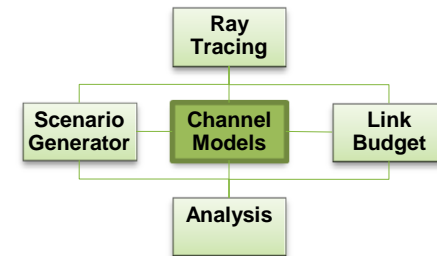 Ray
Tracing
Scenario
Generator
Channel
Models
Link
Budget
Analysis